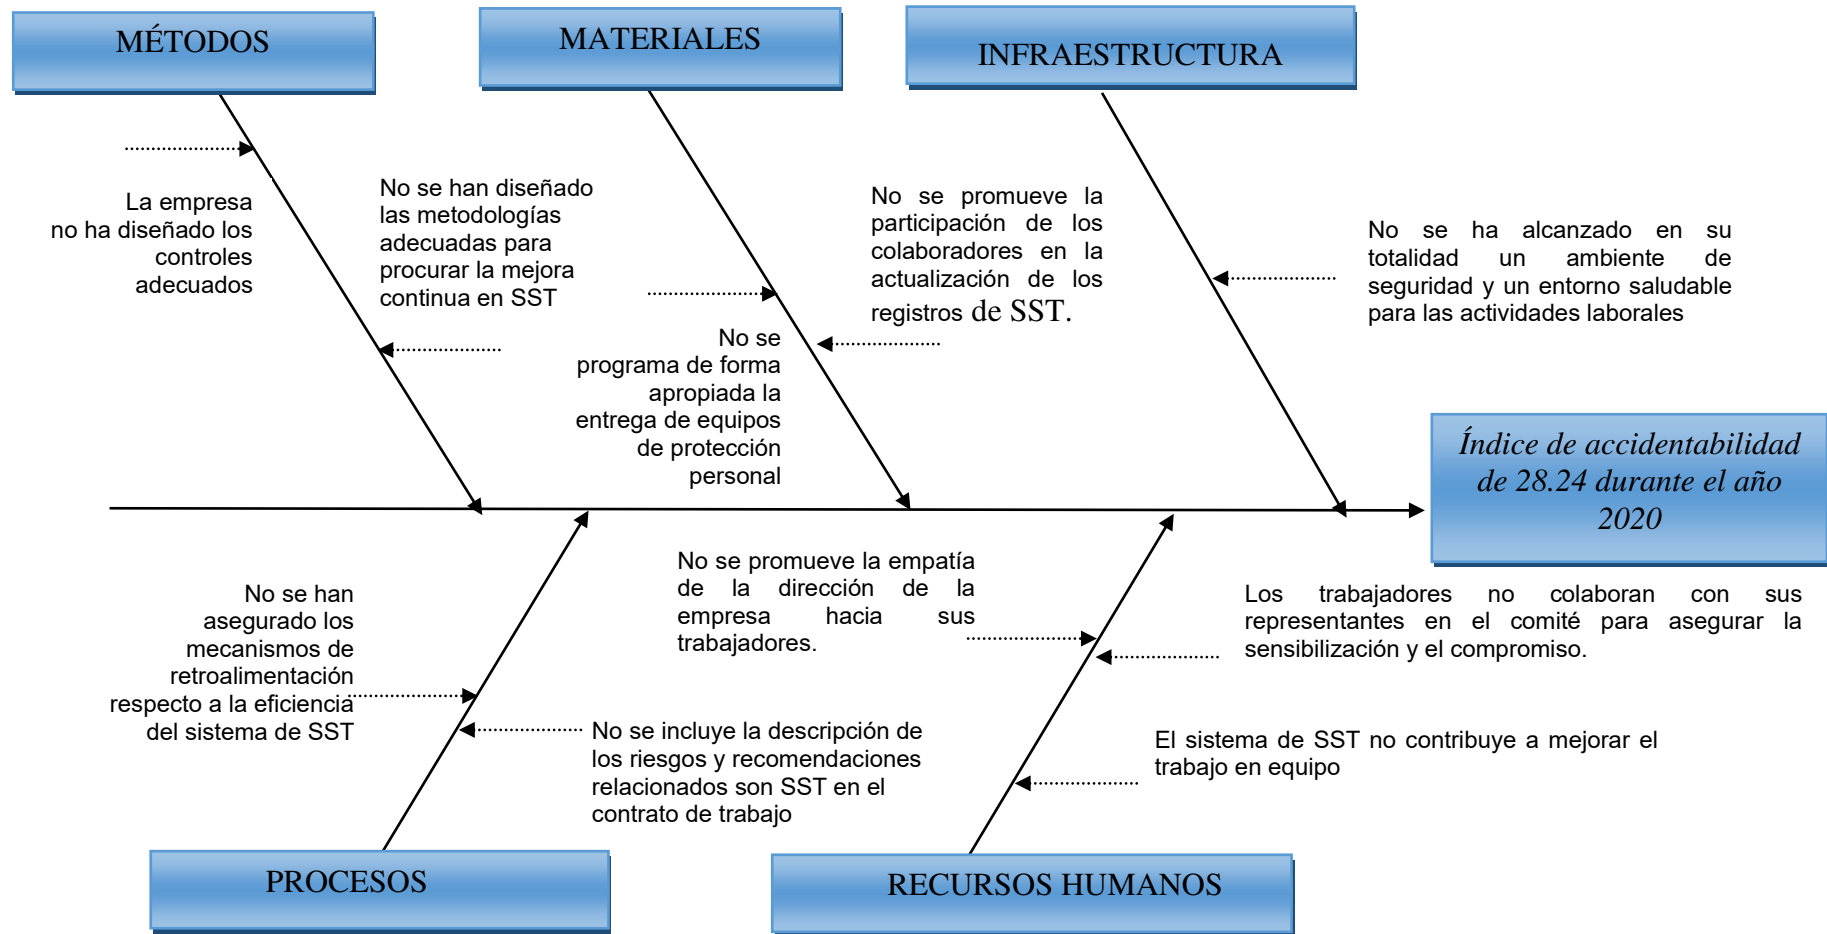 MÉTODOS
MATERIALES
INFRAESTRUCTURA
La empresa
no ha diseñado los
controles
adecuados
No se han diseñado
las metodologías
adecuadas para
procurar la mejora
continua en SST
No se
programa de forma
apropiada la
entrega de equipos
de protección
personal
No se promueve la
participación de los
colaboradores en la
actualización de los
registros de SST.
No se ha alcanzado en su
totalidad un ambiente de
seguridad y un entorno saludable
para las actividades laborales
Índice de accidentabilidad
de 28.24 durante el año
2020
No se han
asegurado los
mecanismos de
retroalimentación
respecto a la eficiencia
del sistema de SST
No se incluye la descripción de
los riesgos y recomendaciones
relacionados son SST en el
contrato de trabajo
No se promueve la empatía
de la dirección de la
empresa hacia sus
trabajadores.
Los trabajadores no colaboran con sus
representantes en el comité para asegurar la
sensibilización y el compromiso.
El sistema de SST no contribuye a mejorar el
trabajo en equipo
PROCESOS
RECURSOS HUMANOS